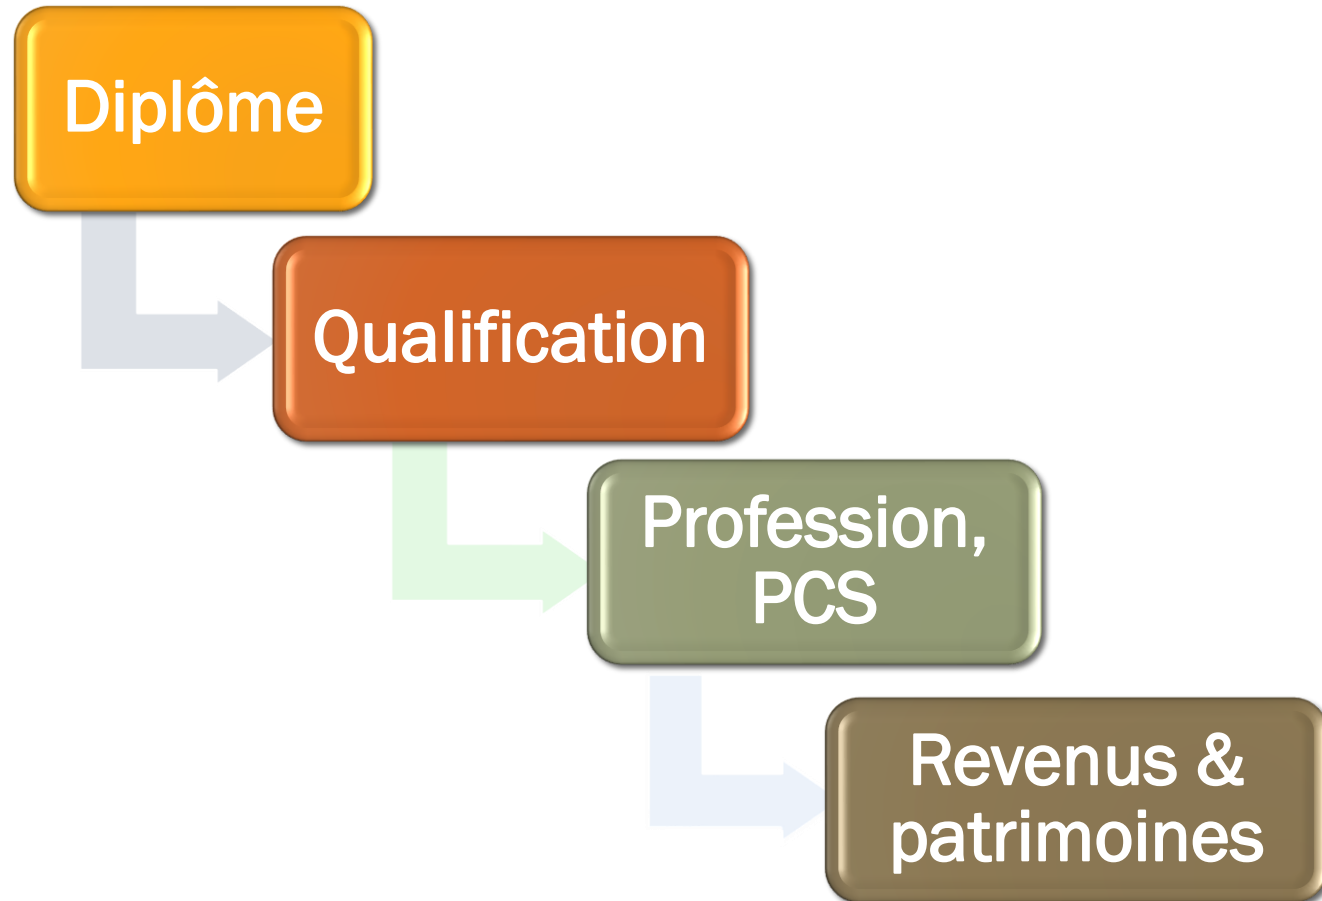 Diplôme
Qualification
Profession,
PCS
Revenus &
patrimoines